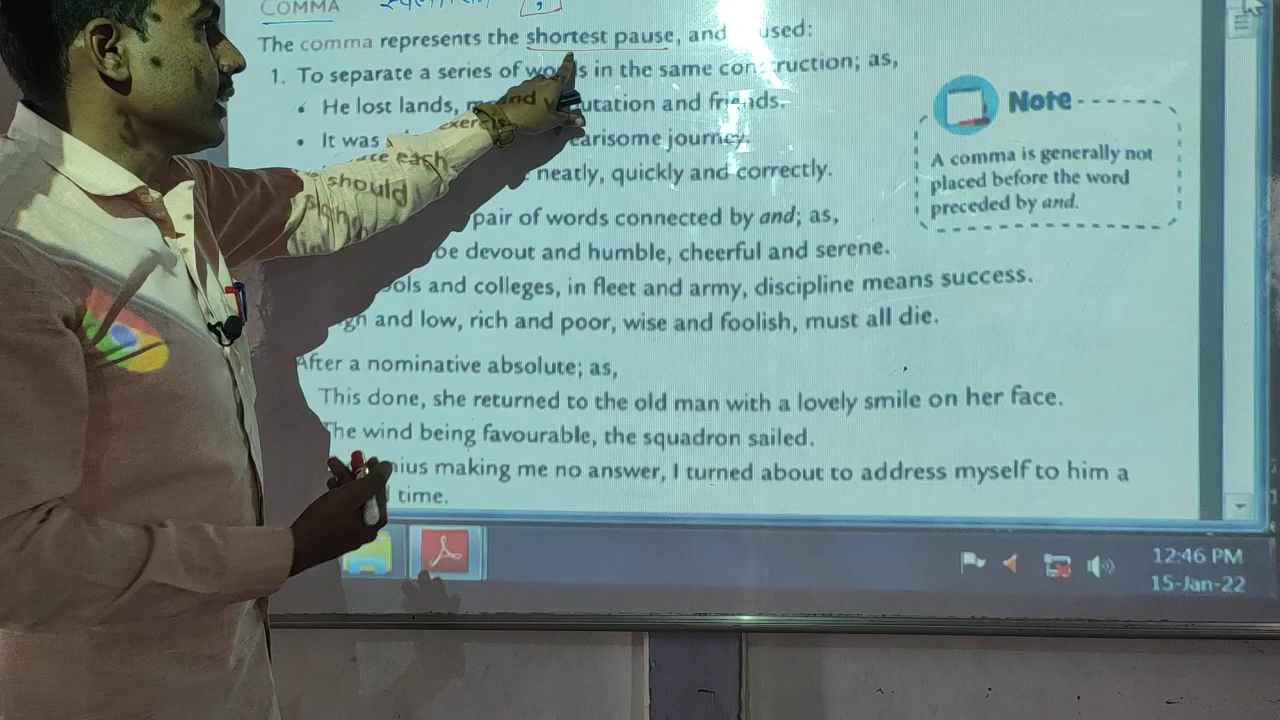 COMMA ,
The comma represents the shortest pause, and used:
1. To separate a series of words in the same construction; as,
• He lost lands, and friends.
• It was journey.
neatly, quickly and correctly.
pair of words connected by and; as,
be devout and humble, cheerful and serene.
and colleges, in fleet and army, discipline means success.
and low, rich and poor, wise and foolish, must all die.
After a nominative absolute; as,
This done, she returned to the old man with a lovely smile on her face.
The wind being favourable, the squadron sailed.
making me no answer, I turned about to address myself to him a
time.
Note
A comma is generally not
placed before the word
preceded by and.
each
should
12:46 PM
15-Jan-22